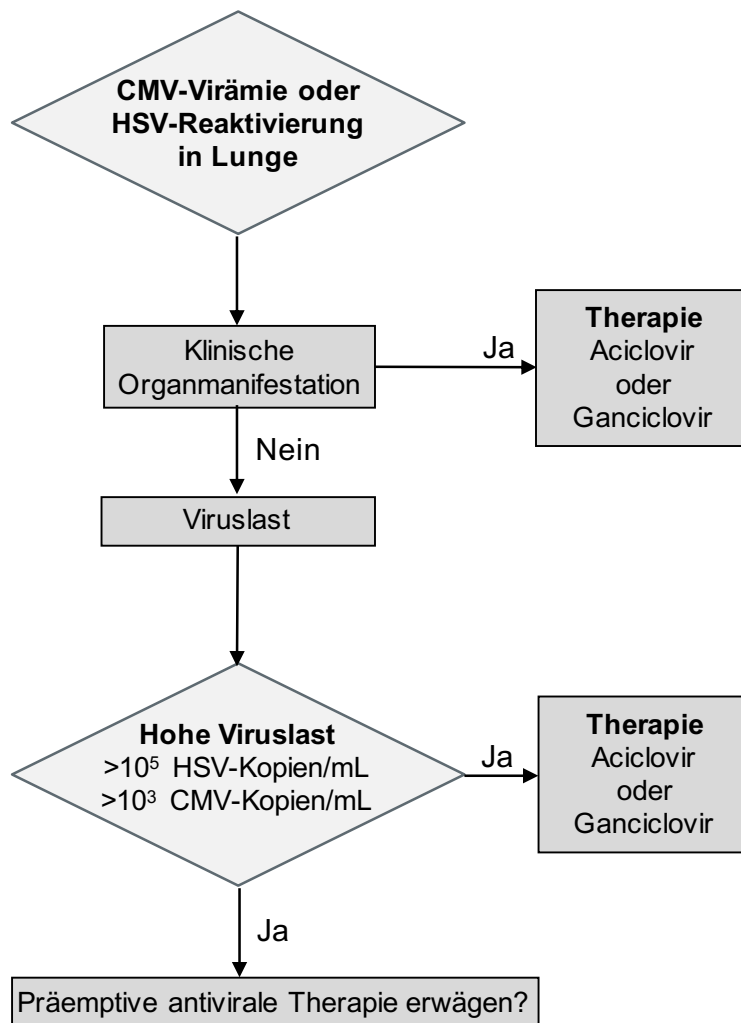 CMV-Virämie oder
HSV-Reaktivierung
in Lunge
Klinische
Organmanifestation
Ja
Therapie
Aciclovir
oder
Ganciclovir
Nein
Viruslast
Hohe Viruslast
>10⁵ HSV-Kopien/mL
>10³ CMV-Kopien/mL
Ja
Therapie
Aciclovir
oder
Ganciclovir
Ja
Präemptive antivirale Therapie erwägen?